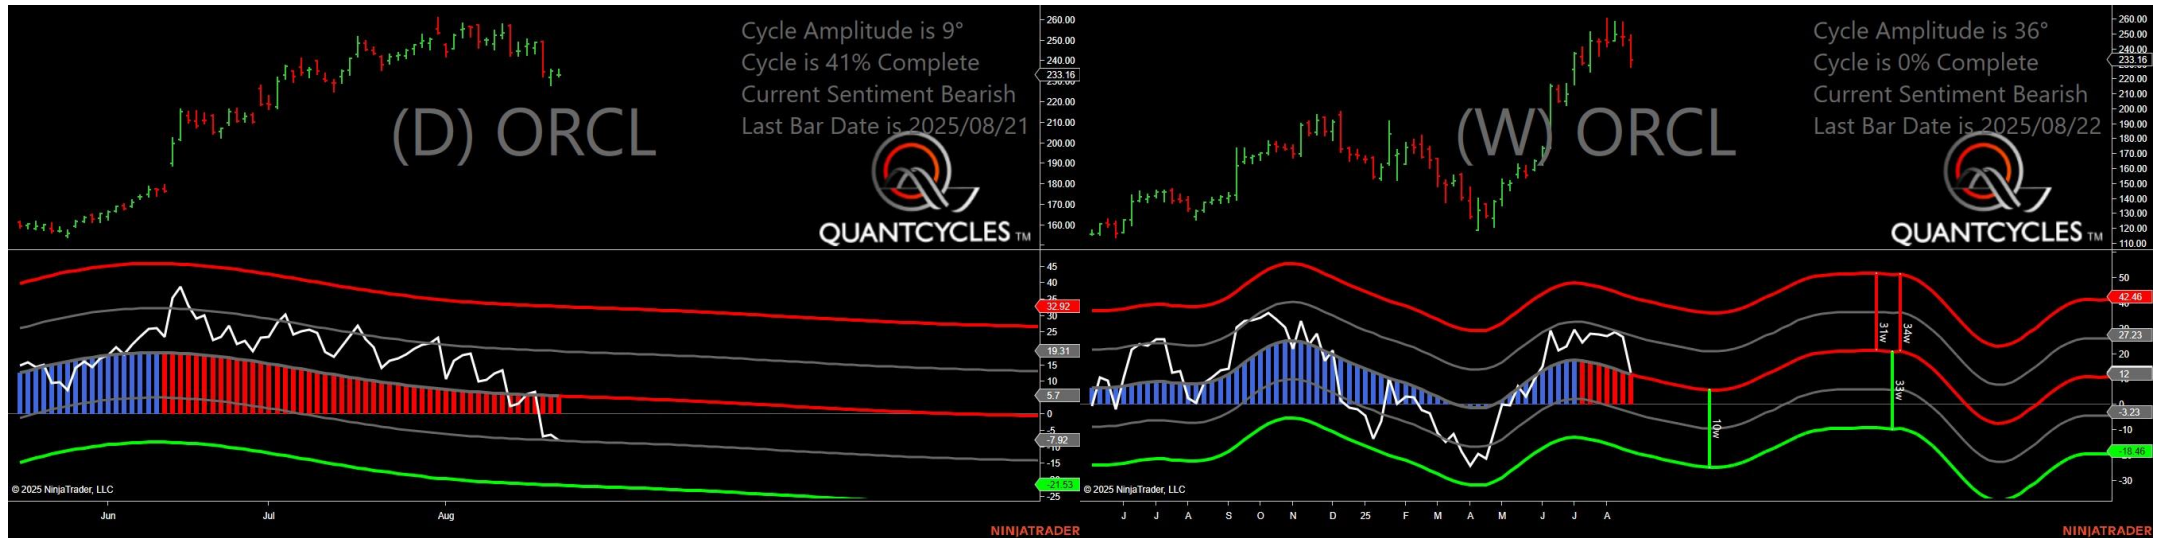 Cycle Amplitude is 9°
Cycle is 41% Complete
Current Sentiment Bearish
Last Bar Date is 2025/08/21
(D) ORCL
QUANTCYCLES TM
260.00
250.00
240.00
233.16
220.00
210.00
200.00
190.00
180.00
170.00
160.00
45
40
32.92
30
25
19.31
15
10
5.7
0
-5
-7.92
-15
-21.53
-25
© 2025 NinjaTrader, LLC
Jun Jul Aug
NINJATRADER
Cycle Amplitude is 36°
Cycle is 0% Complete
Current Sentiment Bearish
Last Bar Date is 2025/08/22
(W) ORCL
QUANTCYCLES TM
260.00
250.00
240.00
233.16
220.00
210.00
200.00
190.00
180.00
170.00
160.00
150.00
140.00
130.00
120.00
110.00
50
42.46
27.23
20
12
0
-3.23
-10
-18.46
-30
10w
31w
34w
33w
© 2025 NinjaTrader, LLC
J J A S O N D 25 F M A M J J A
NINJATRADER